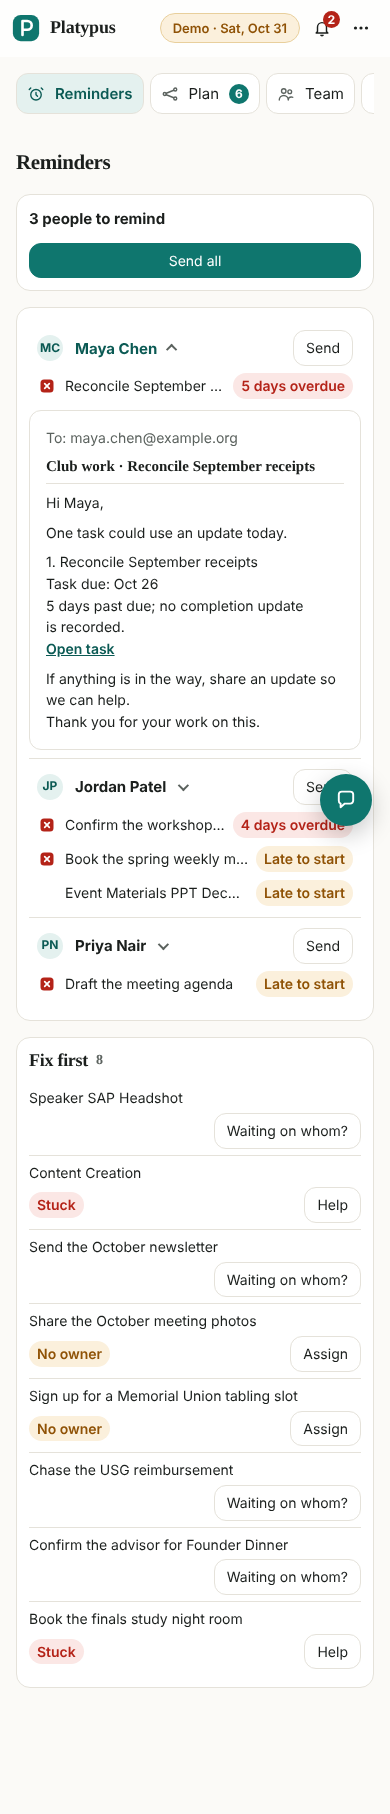 Platypus
Demo · Sat, Oct 31
2
Reminders
Plan 6
Team
Reminders
3 people to remind
Send all
MC Maya Chen
Send
Reconcile September ... 5 days overdue
To: maya.chen@example.org
Club work · Reconcile September receipts
Hi Maya,
One task could use an update today.
1. Reconcile September receipts
Task due: Oct 26
5 days past due; no completion update
is recorded.
Open task
If anything is in the way, share an update so
we can help.
Thank you for your work on this.
JP Jordan Patel
Confirm the workshop... 4 days overdue
Book the spring weekly m... Late to start
Event Materials PPT Dec... Late to start
PN Priya Nair
Send
Draft the meeting agenda Late to start
Fix first 8
Speaker SAP Headshot
Waiting on whom?
Content Creation
Stuck Help
Send the October newsletter
Waiting on whom?
Share the October meeting photos
No owner Assign
Sign up for a Memorial Union tabling slot
No owner Assign
Chase the USG reimbursement
Waiting on whom?
Confirm the advisor for Founder Dinner
Waiting on whom?
Book the finals study night room
Stuck Help